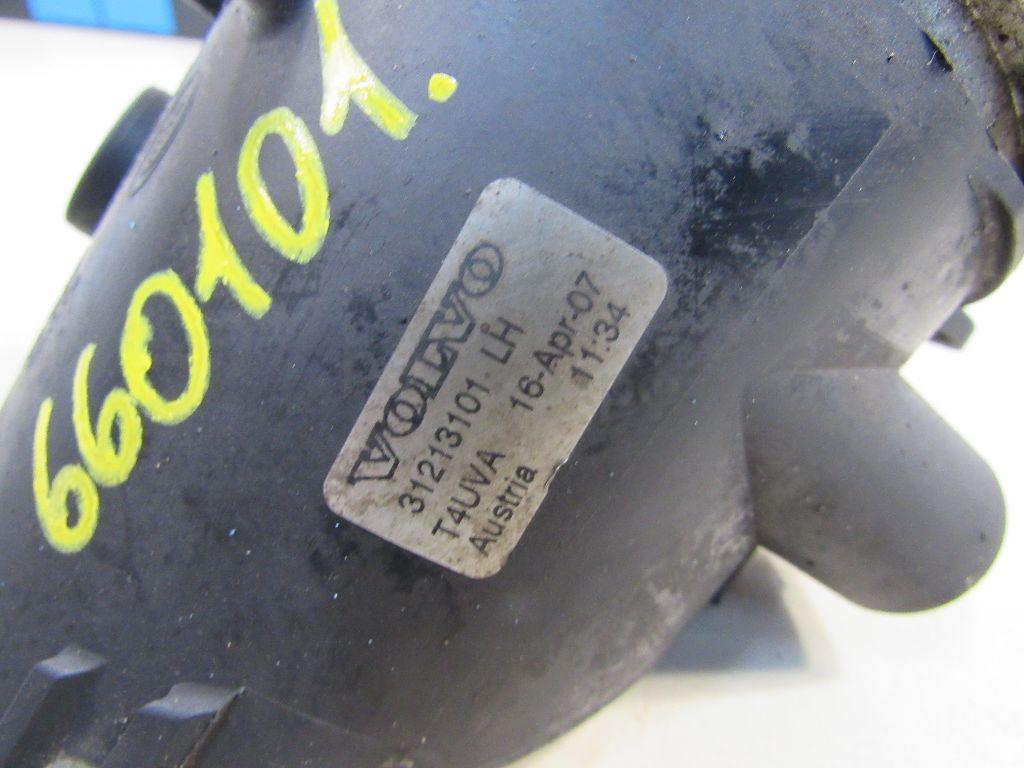 660101.
VOLVO
31213101 LH
T4UVA 16-Apr-07
Austria 11:34